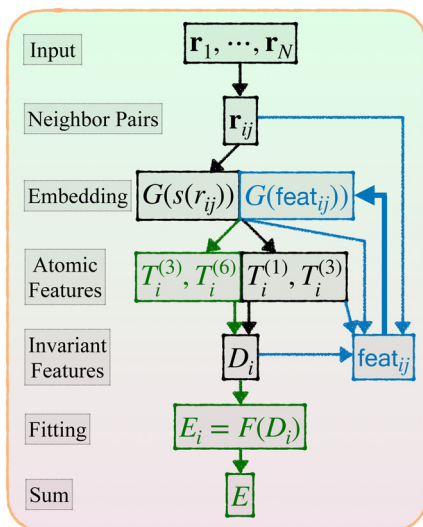 Input
𝐫₁, ⋯, 𝐫_N
Neighbor Pairs
𝐫ᵢⱼ
Embedding
G(s(rᵢⱼ)) G(featᵢⱼ))
Atomic
Features
Tᵢ⁽³⁾, Tᵢ⁽⁶⁾ Tᵢ⁽¹⁾, Tᵢ⁽³⁾
Invariant
Features
Dᵢ
featᵢⱼ
Fitting
Eᵢ = F(Dᵢ)
Sum
E